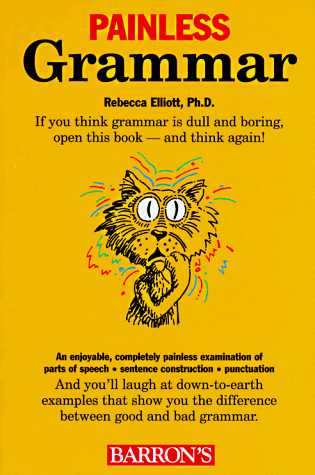 PAINLESS
Grammar
Rebecca Elliott, Ph.D.
If you think grammar is dull and boring,
open this book — and think again!
An enjoyable, completely painless examination of
parts of speech • sentence construction • punctuation
And you'll laugh at down-to-earth
examples that show you the difference
between good and bad grammar.
BARRON'S